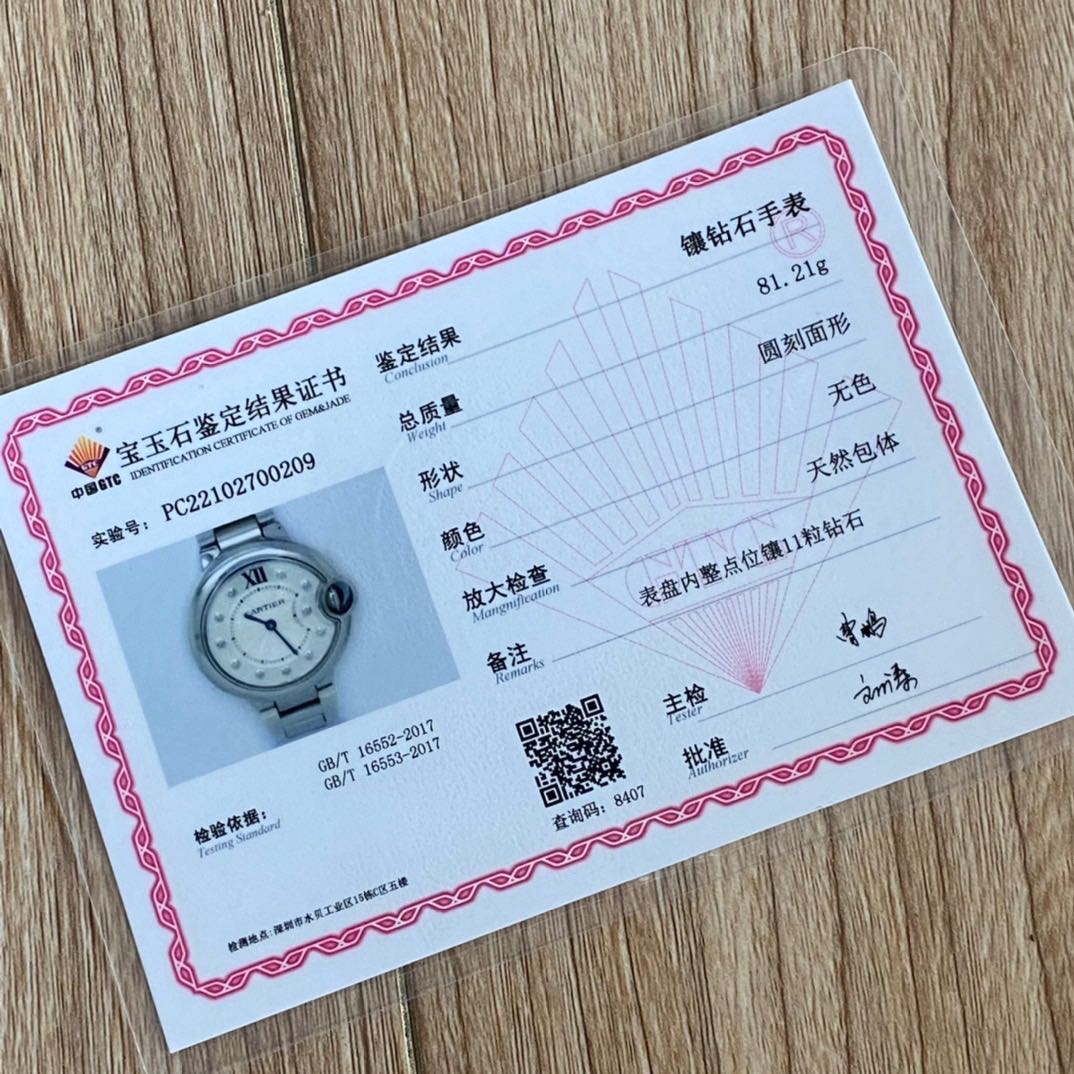 宝玉石鉴定结果证书
IDENTIFICATION CERTIFICATE OF GEM&JADE
GTC
中国GTC
实验号: PC22102700209
XII
CARTIER
GB/T 16552-2017
GB/T 16553-2017
检验依据:
Testing Standard
检测地点: 深圳市水贝工业区15栋C区五楼
鉴定结果 镶钻石手表
Conclusion
®
总质量 81.21g
Weight
形状 圆刻面形
Shape
颜色 无色
Color
放大检查 天然包体
Mangnification
备注 表盘内整点位镶11粒钻石
Remarks
主检
Tester
批准
Authorizer
查询码: 8407